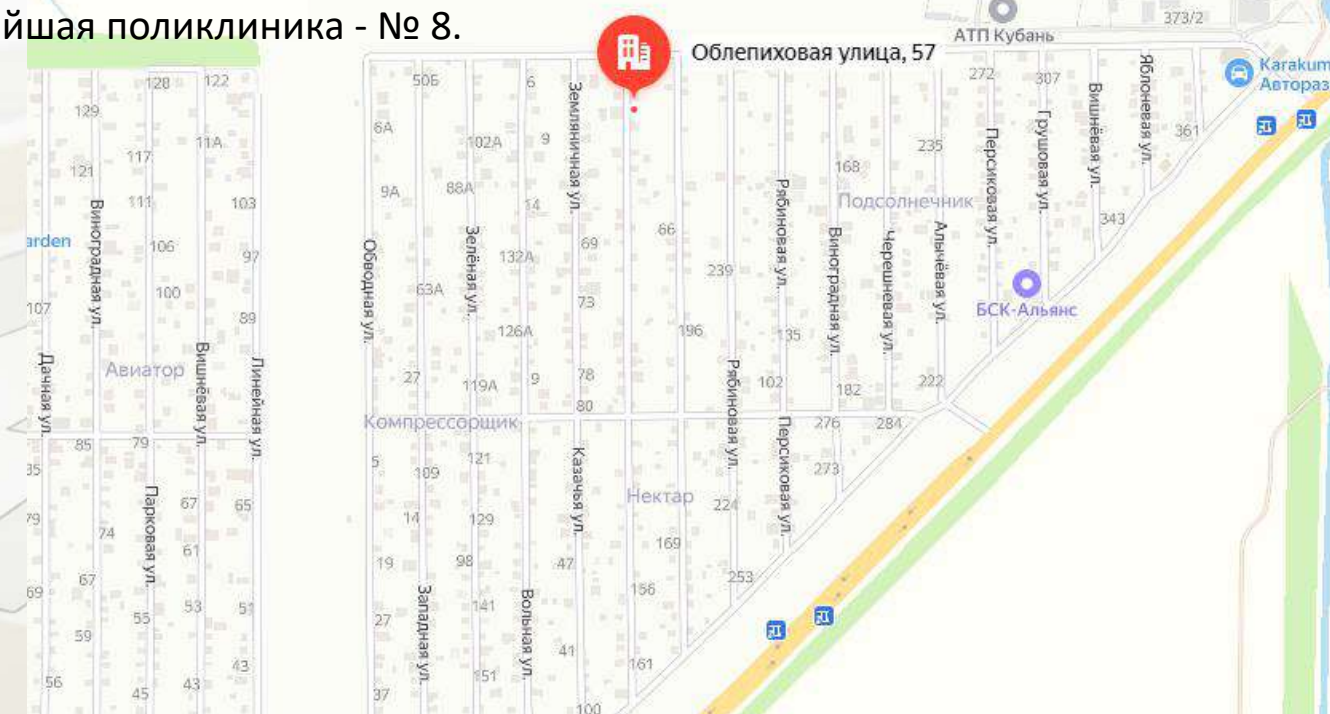 йшая поликлиника - № 8.
373/2
АТП Кубань
Облепиховая улица, 57
Karakum
Автораз
128
122
50Б
6
272
307
Вишнёвая ул.
Яблоневая ул.
129
6А
Земляничная ул.
Грушовая ул.
361
11А
102А
9
235
Персиковая ул.
117
168
121
9А
88А
Рябиновая ул.
Подсолнечник
111
103
14
343
Виноградная ул.
arden
106
97
Обводная ул.
Зелёная ул.
132А
69
66
239
Виноградная ул.
Черешневая ул.
Алычёвая ул.
100
63А
73
БСК-Альянс
107
89
126А
196
135
Дачная ул.
Авиатор
Вишнёвая ул.
Линейная ул.
27
119А
9
78
Рябиновая ул.
102
182
222
80
Компрессорщик
276
284
85
79
Персиковая ул.
5
109
121
Казачья ул.
273
35
Парковая ул.
67
65
Нектар
224
79
74
14
129
169
61
19
98
47
253
67
69
53
51
Западная ул.
Вольная ул.
156
55
27
141
59
43
41
161
56
45
43
37
151
100